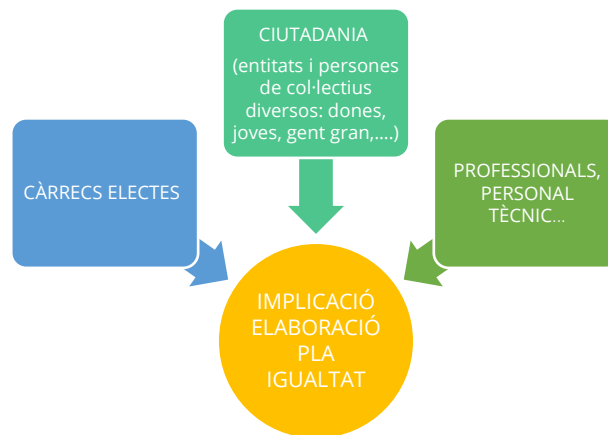 CIUTADANIA
(entitats i persones
de col·lectius
diversos: dones,
joves, gent gran,....)
CÀRRECS ELECTES
PROFESSIONALS,
PERSONAL
TÈCNIC...
IMPLICACIÓ
ELABORACIÓ
PLA
IGUALTAT